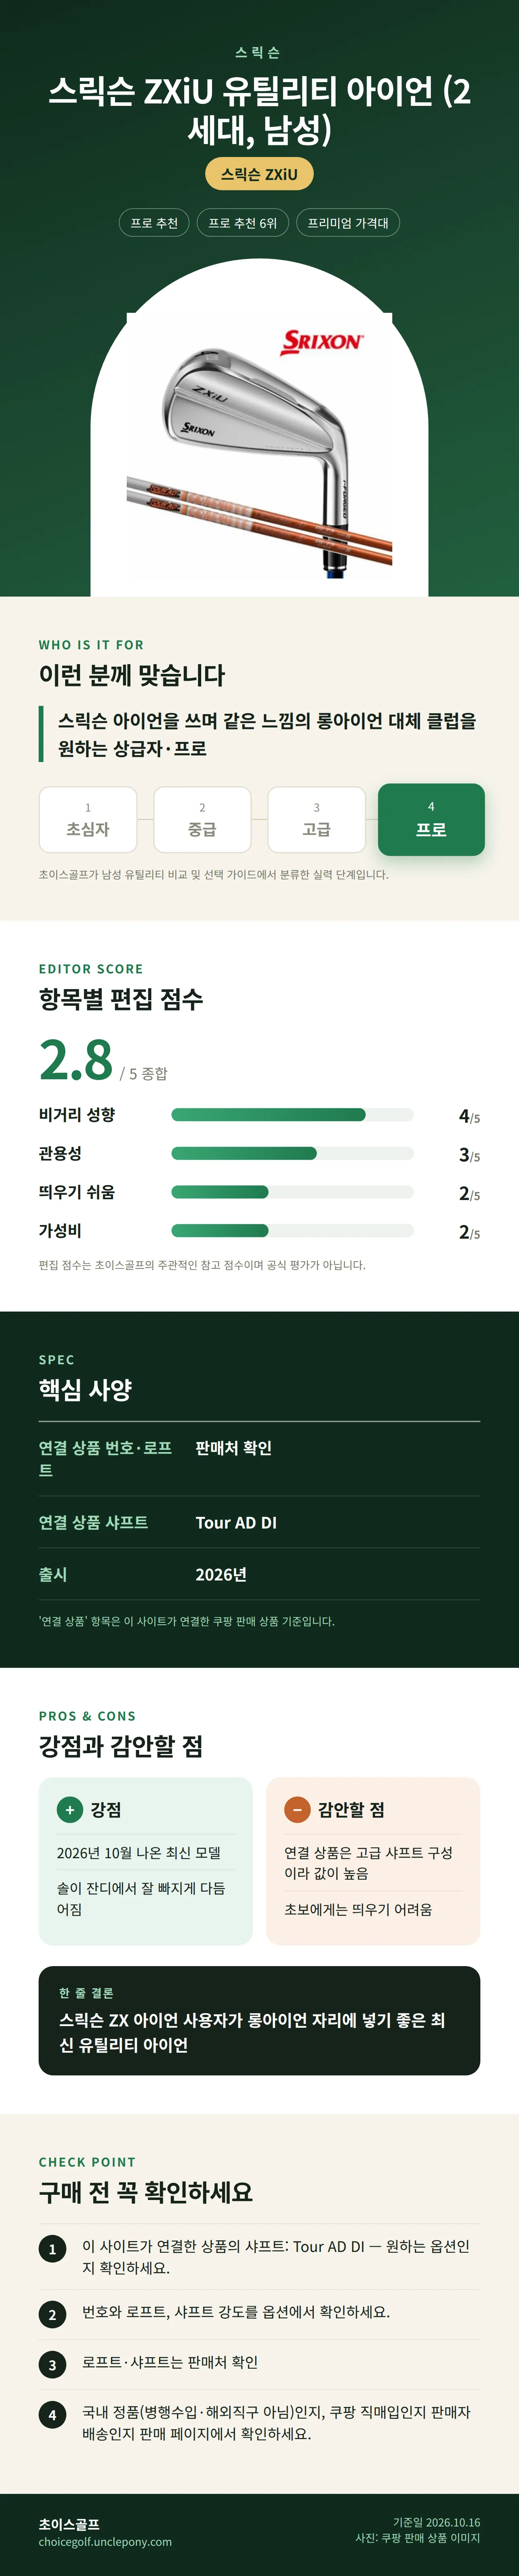 스릭슨
스릭슨 ZXiU 유틸리티 아이언 (2
세대, 남성)
스릭슨 ZXiU
프로 추천
프로 추천 6위
프리미엄 가격대
SRIXON
ZXiU
SRIXON
WHO IS IT FOR
이런 분께 맞습니다
스릭슨 아이언을 쓰며 같은 느낌의 롱아이언 대체 클럽을
원하는 상급자·프로
1
초심자
2
중급
3
고급
4
프로
초이스골프가 남성 유틸리티 비교 및 선택 가이드에서 분류한 실력 단계입니다.
EDITOR SCORE
항목별 편집 점수
2.8 / 5 종합
비거리 성향 4/5
관용성 3/5
띄우기 쉬움 2/5
가성비 2/5
편집 점수는 초이스골프의 주관적인 참고 점수이며 공식 평가가 아닙니다.
SPEC
핵심 사양
연결 상품 번호·로프
트
판매처 확인
연결 상품 샤프트 Tour AD DI
출시 2026년
'연결 상품' 항목은 이 사이트가 연결한 쿠팡 판매 상품 기준입니다.
PROS & CONS
강점과 감안할 점
+ 강점
2026년 10월 나온 최신 모델
솔이 잔디에서 잘 빠지게 다듬
어짐
− 감안할 점
연결 상품은 고급 샤프트 구성
이라 값이 높음
초보에게는 띄우기 어려움
한 줄 결론
스릭슨 ZX 아이언 사용자가 롱아이언 자리에 넣기 좋은 최
신 유틸리티 아이언
CHECK POINT
구매 전 꼭 확인하세요
1 이 사이트가 연결한 상품의 샤프트: Tour AD DI — 원하는 옵션인
지 확인하세요.
2 번호와 로프트, 샤프트 강도를 옵션에서 확인하세요.
3 로프트·샤프트는 판매처 확인
4 국내 정품(병행수입·해외직구 아님)인지, 쿠팡 직매입인지 판매자
배송인지 판매 페이지에서 확인하세요.
초이스골프
choicegolf.unclepony.com
기준일 2026.10.16
사진: 쿠팡 판매 상품 이미지